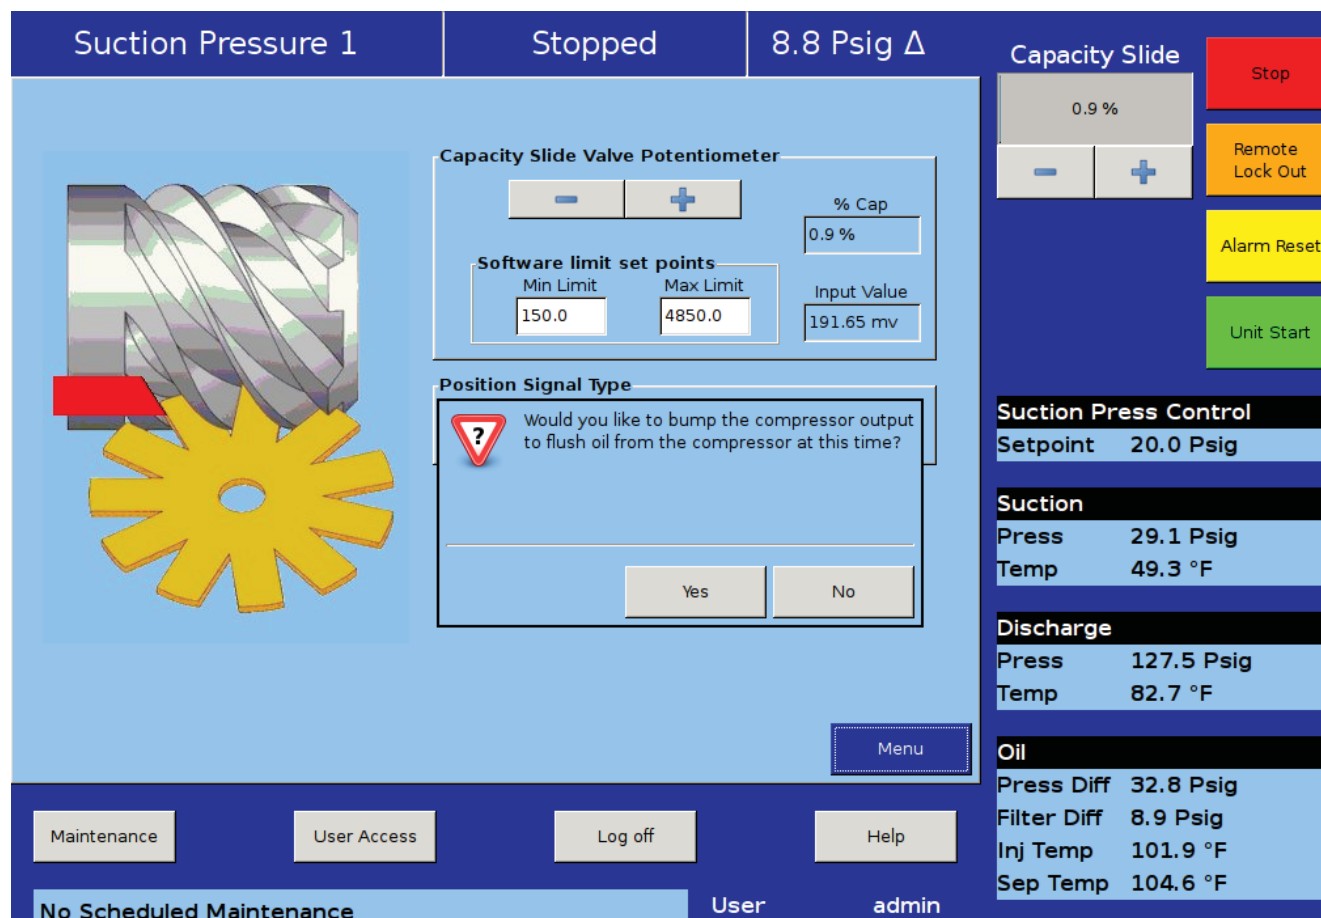 Suction Pressure 1
Stopped
8.8 Psig Δ
Capacity Slide
0.9 %
Stop
Remote
Lock Out
Alarm Reset
Unit Start
Capacity Slide Valve Potentiometer
% Cap
0.9 %
Software limit set points
Min Limit Max Limit
150.0 4850.0
Input Value
191.65 mv
Position Signal Type
?
Would you like to bump the compressor output
to flush oil from the compressor at this time?
Yes No
Menu
Suction Press Control
Setpoint 20.0 Psig
Suction
Press 29.1 Psig
Temp 49.3 °F
Discharge
Press 127.5 Psig
Temp 82.7 °F
Oil
Press Diff 32.8 Psig
Filter Diff 8.9 Psig
Inj Temp 101.9 °F
Sep Temp 104.6 °F
Maintenance User Access Log off Help
No Scheduled Maintenance
User admin